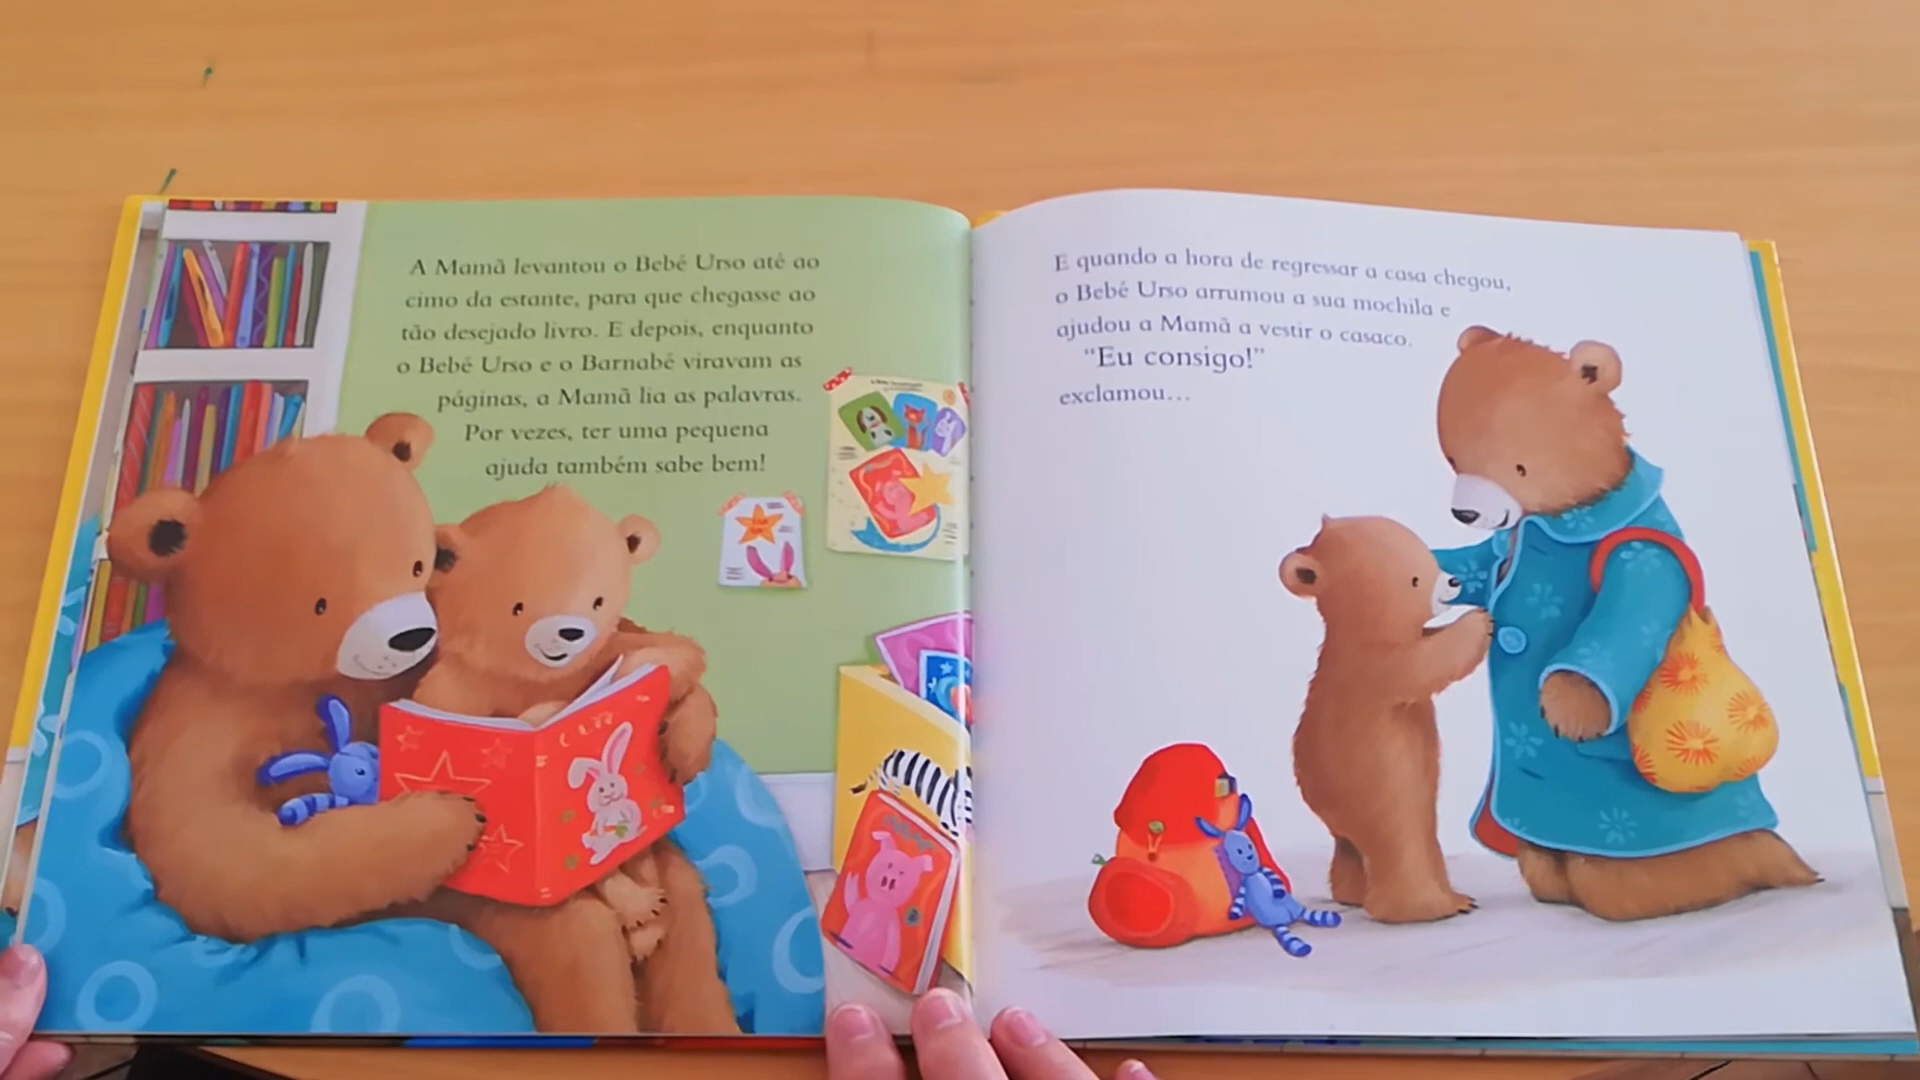 A Mamã levantou o Bebé Urso até ao
cimo da estante, para que chegasse ao
tão desejado livro. E depois, enquanto
o Bebé Urso e o Barnabé viravam as
páginas, a Mamã lia as palavras.
Por vezes, ter uma pequena
ajuda também sabe bem!
E quando a hora de regressar a casa chegou,
o Bebé Urso arrumou a sua mochila e
ajudou a Mamã a vestir o casaco.
“Eu consigo!”
exclamou…